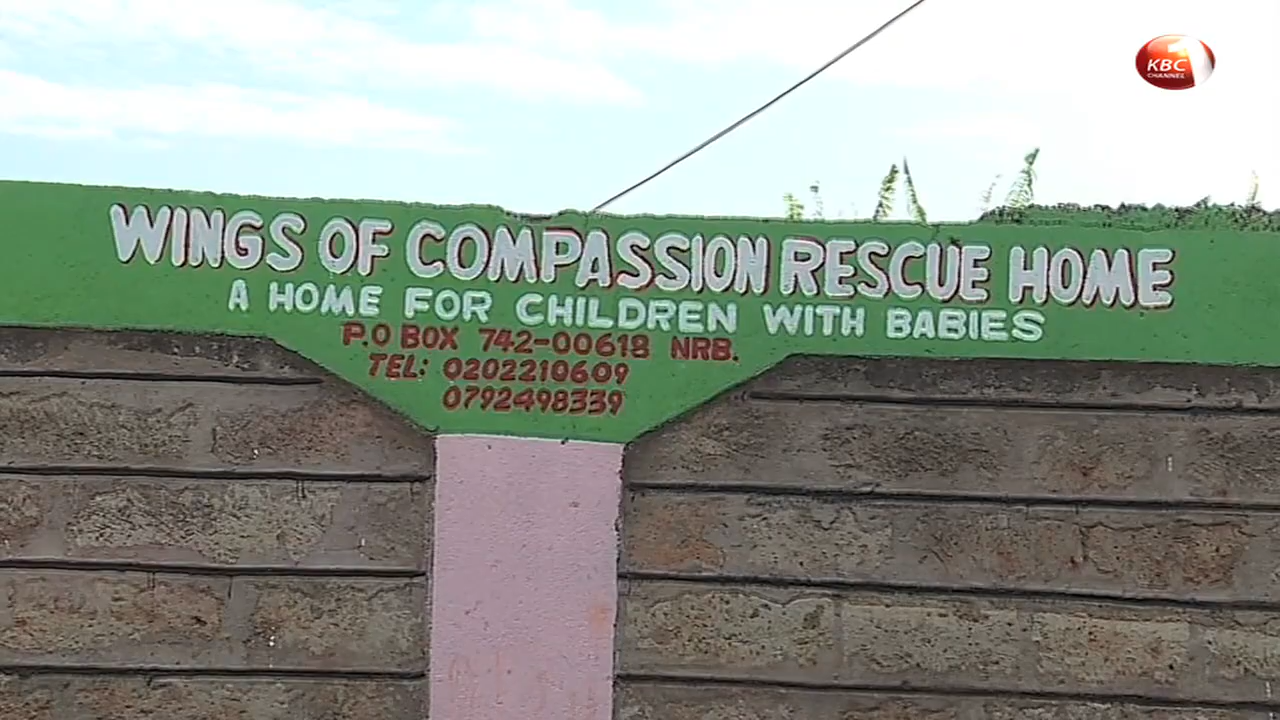 KBC 1
CHANNEL
WINGS OF COMPASSION RESCUE HOME
A HOME FOR CHILDREN WITH BABIES
P.O BOX 742-00618 NRB.
TEL: 0202210609
0792498339